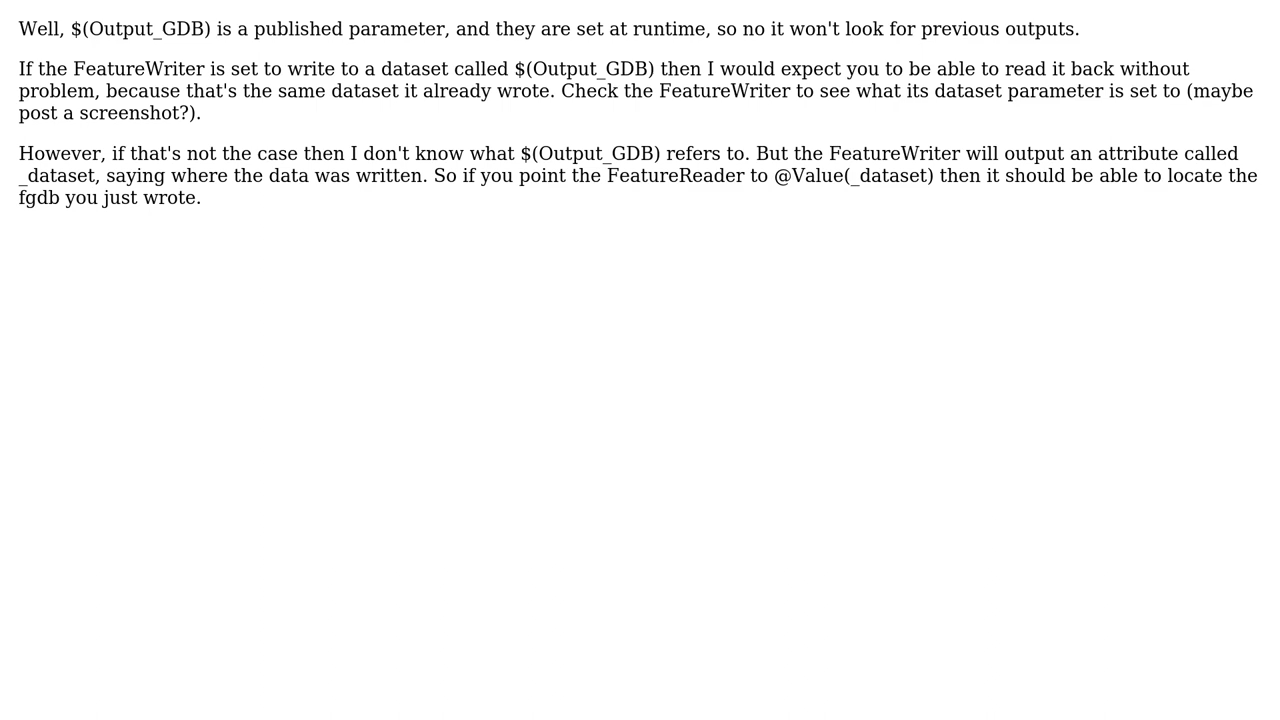 Well, $(Output_GDB) is a published parameter, and they are set at runtime, so no it won't look for previous outputs.
If the FeatureWriter is set to write to a dataset called $(Output_GDB) then I would expect you to be able to read it back without
problem, because that's the same dataset it already wrote. Check the FeatureWriter to see what its dataset parameter is set to (maybe
post a screenshot?).
However, if that's not the case then I don't know what $(Output_GDB) refers to. But the FeatureWriter will output an attribute called
_dataset, saying where the data was written. So if you point the FeatureReader to @Value(_dataset) then it should be able to locate the
fgdb you just wrote.